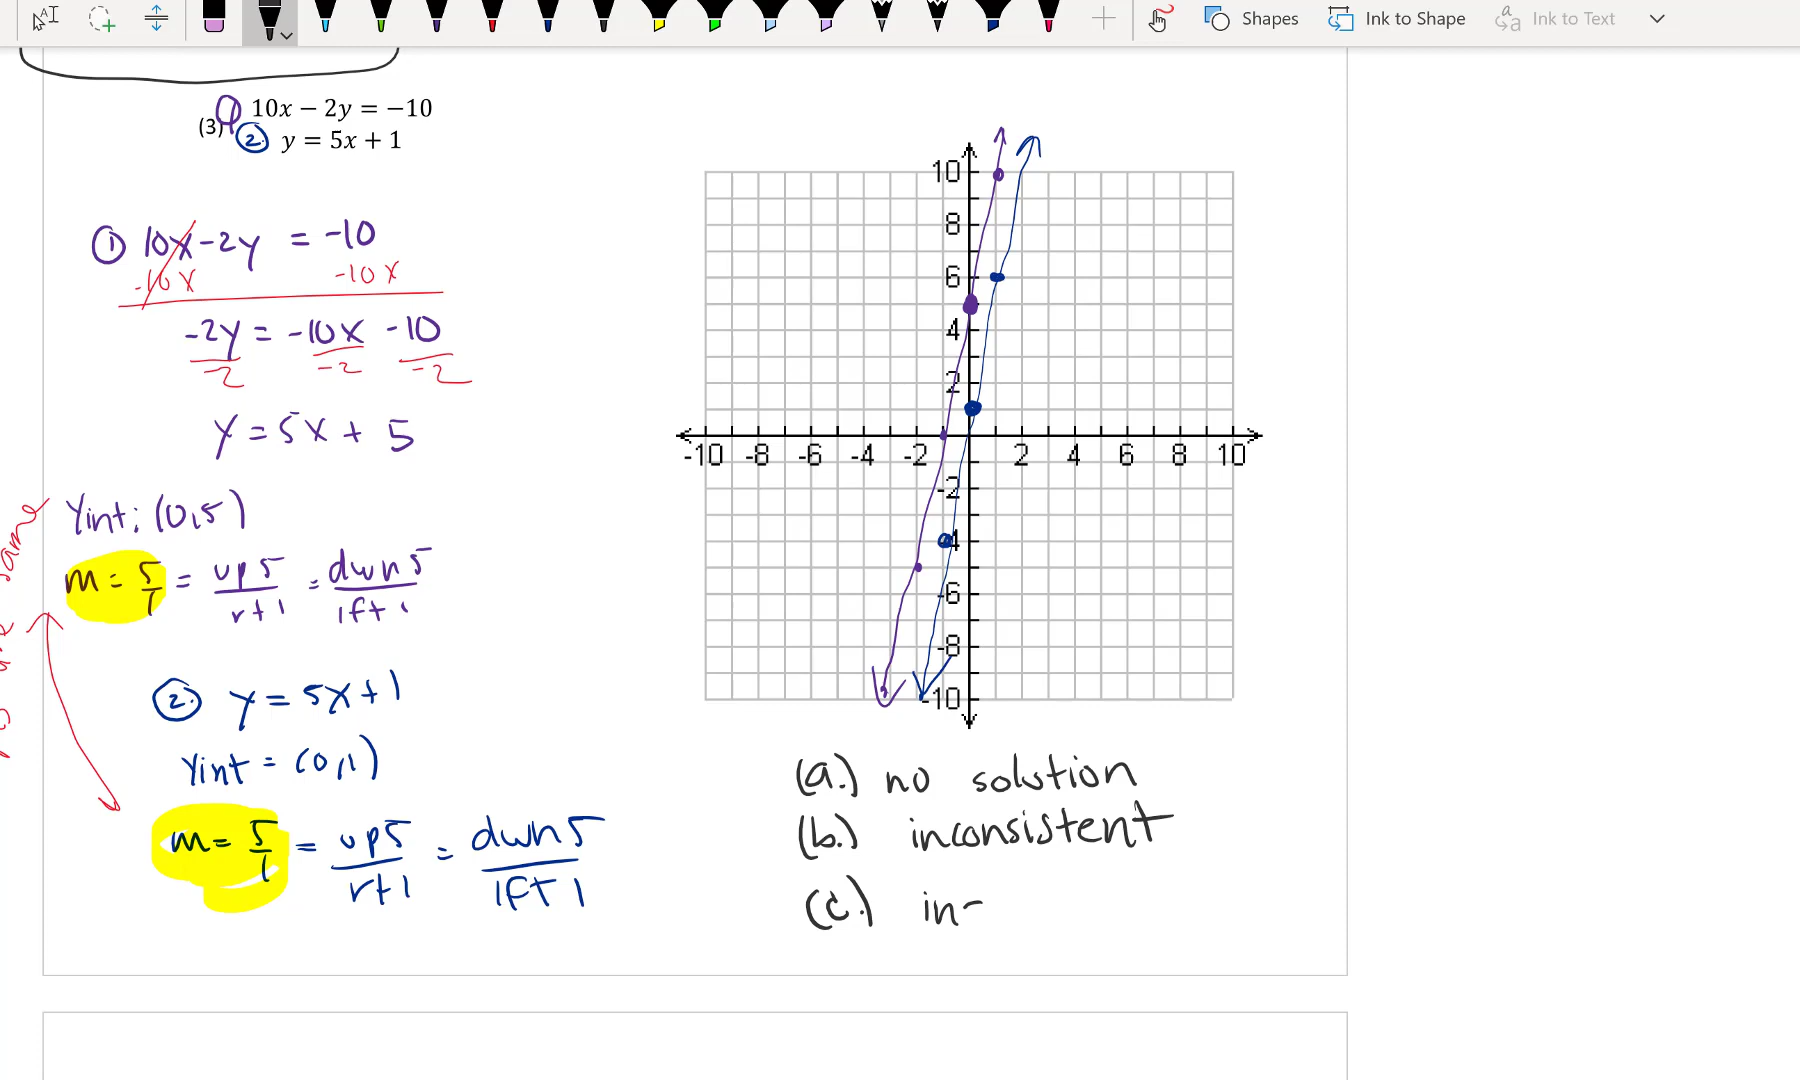 Shapes
Ink to Shape
Ink to Text
(3)
10x − 2y = −10
2. y = 5x + 1
① 10x - 2y = -10
-10x -10x
-2y = -10x -10
-2 -2 -2
y = 5x + 5
Yint: (0,5)
m = 5/1 = up 5/rt 1 = dwn 5/lft 1
same
2. y = 5x + 1
Yint = (0,1)
m = 5/1 = up 5/rt 1 = dwn 5/lft 1
10
8
6
4
2
-10 -8 -6 -4 -2 2 4 6 8 10
-2
-4
-6
-8
-10
(a.) no solution
(b.) inconsistent
(c.) in-